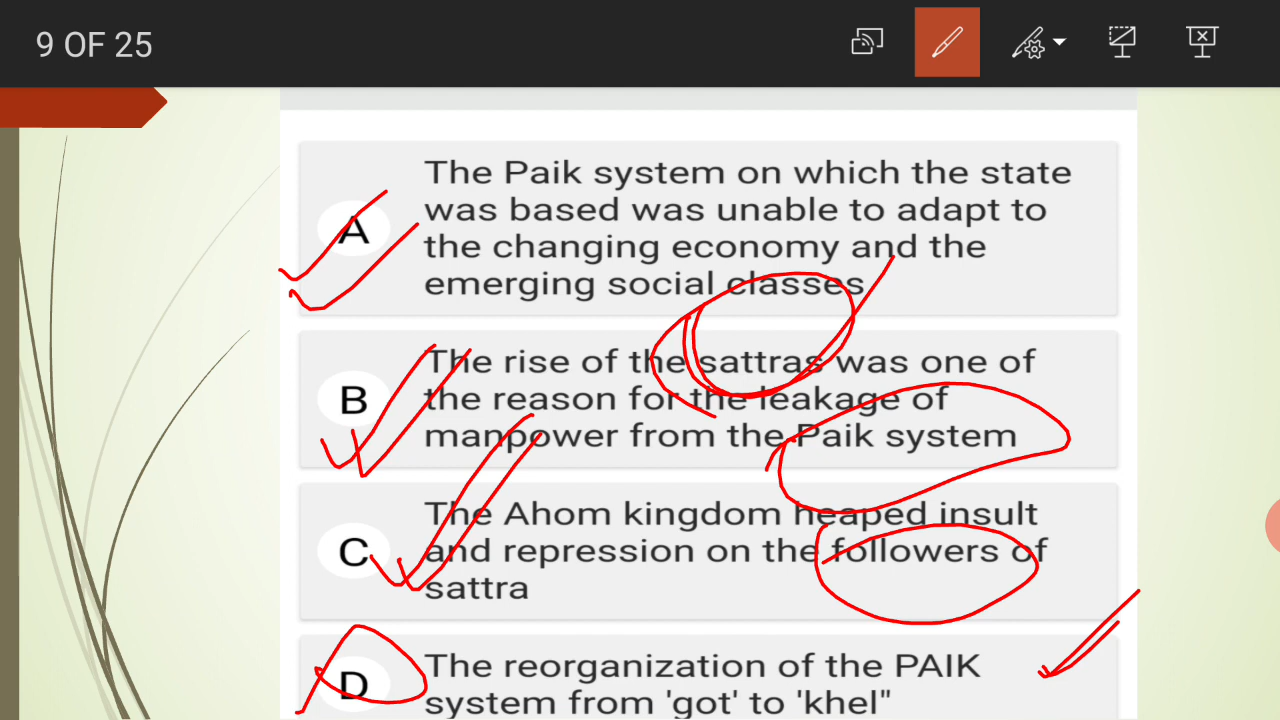 9 OF 25
A
The Paik system on which the state
was based was unable to adapt to
the changing economy and the
emerging social classes
B
The rise of the sattras was one of
the reason for the leakage of
manpower from the Paik system
C
The Ahom kingdom heaped insult
and repression on the followers of
sattra
D
The reorganization of the PAIK
system from 'got' to 'khel"